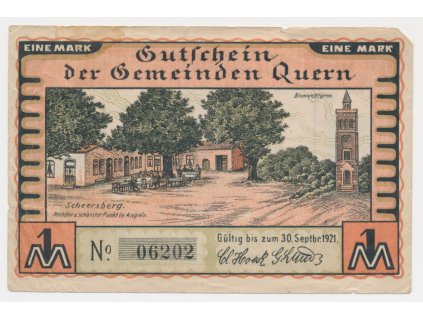 EINE MARK
EINE MARK
Gutschein
der Gemeinden Quern
Bismarckturm.
Scheersberg.
Höchster u. schönster Punkt in Angeln.
1 M
1 M
No. 06202
Gültig bis zum 30. Septbr. 1921.